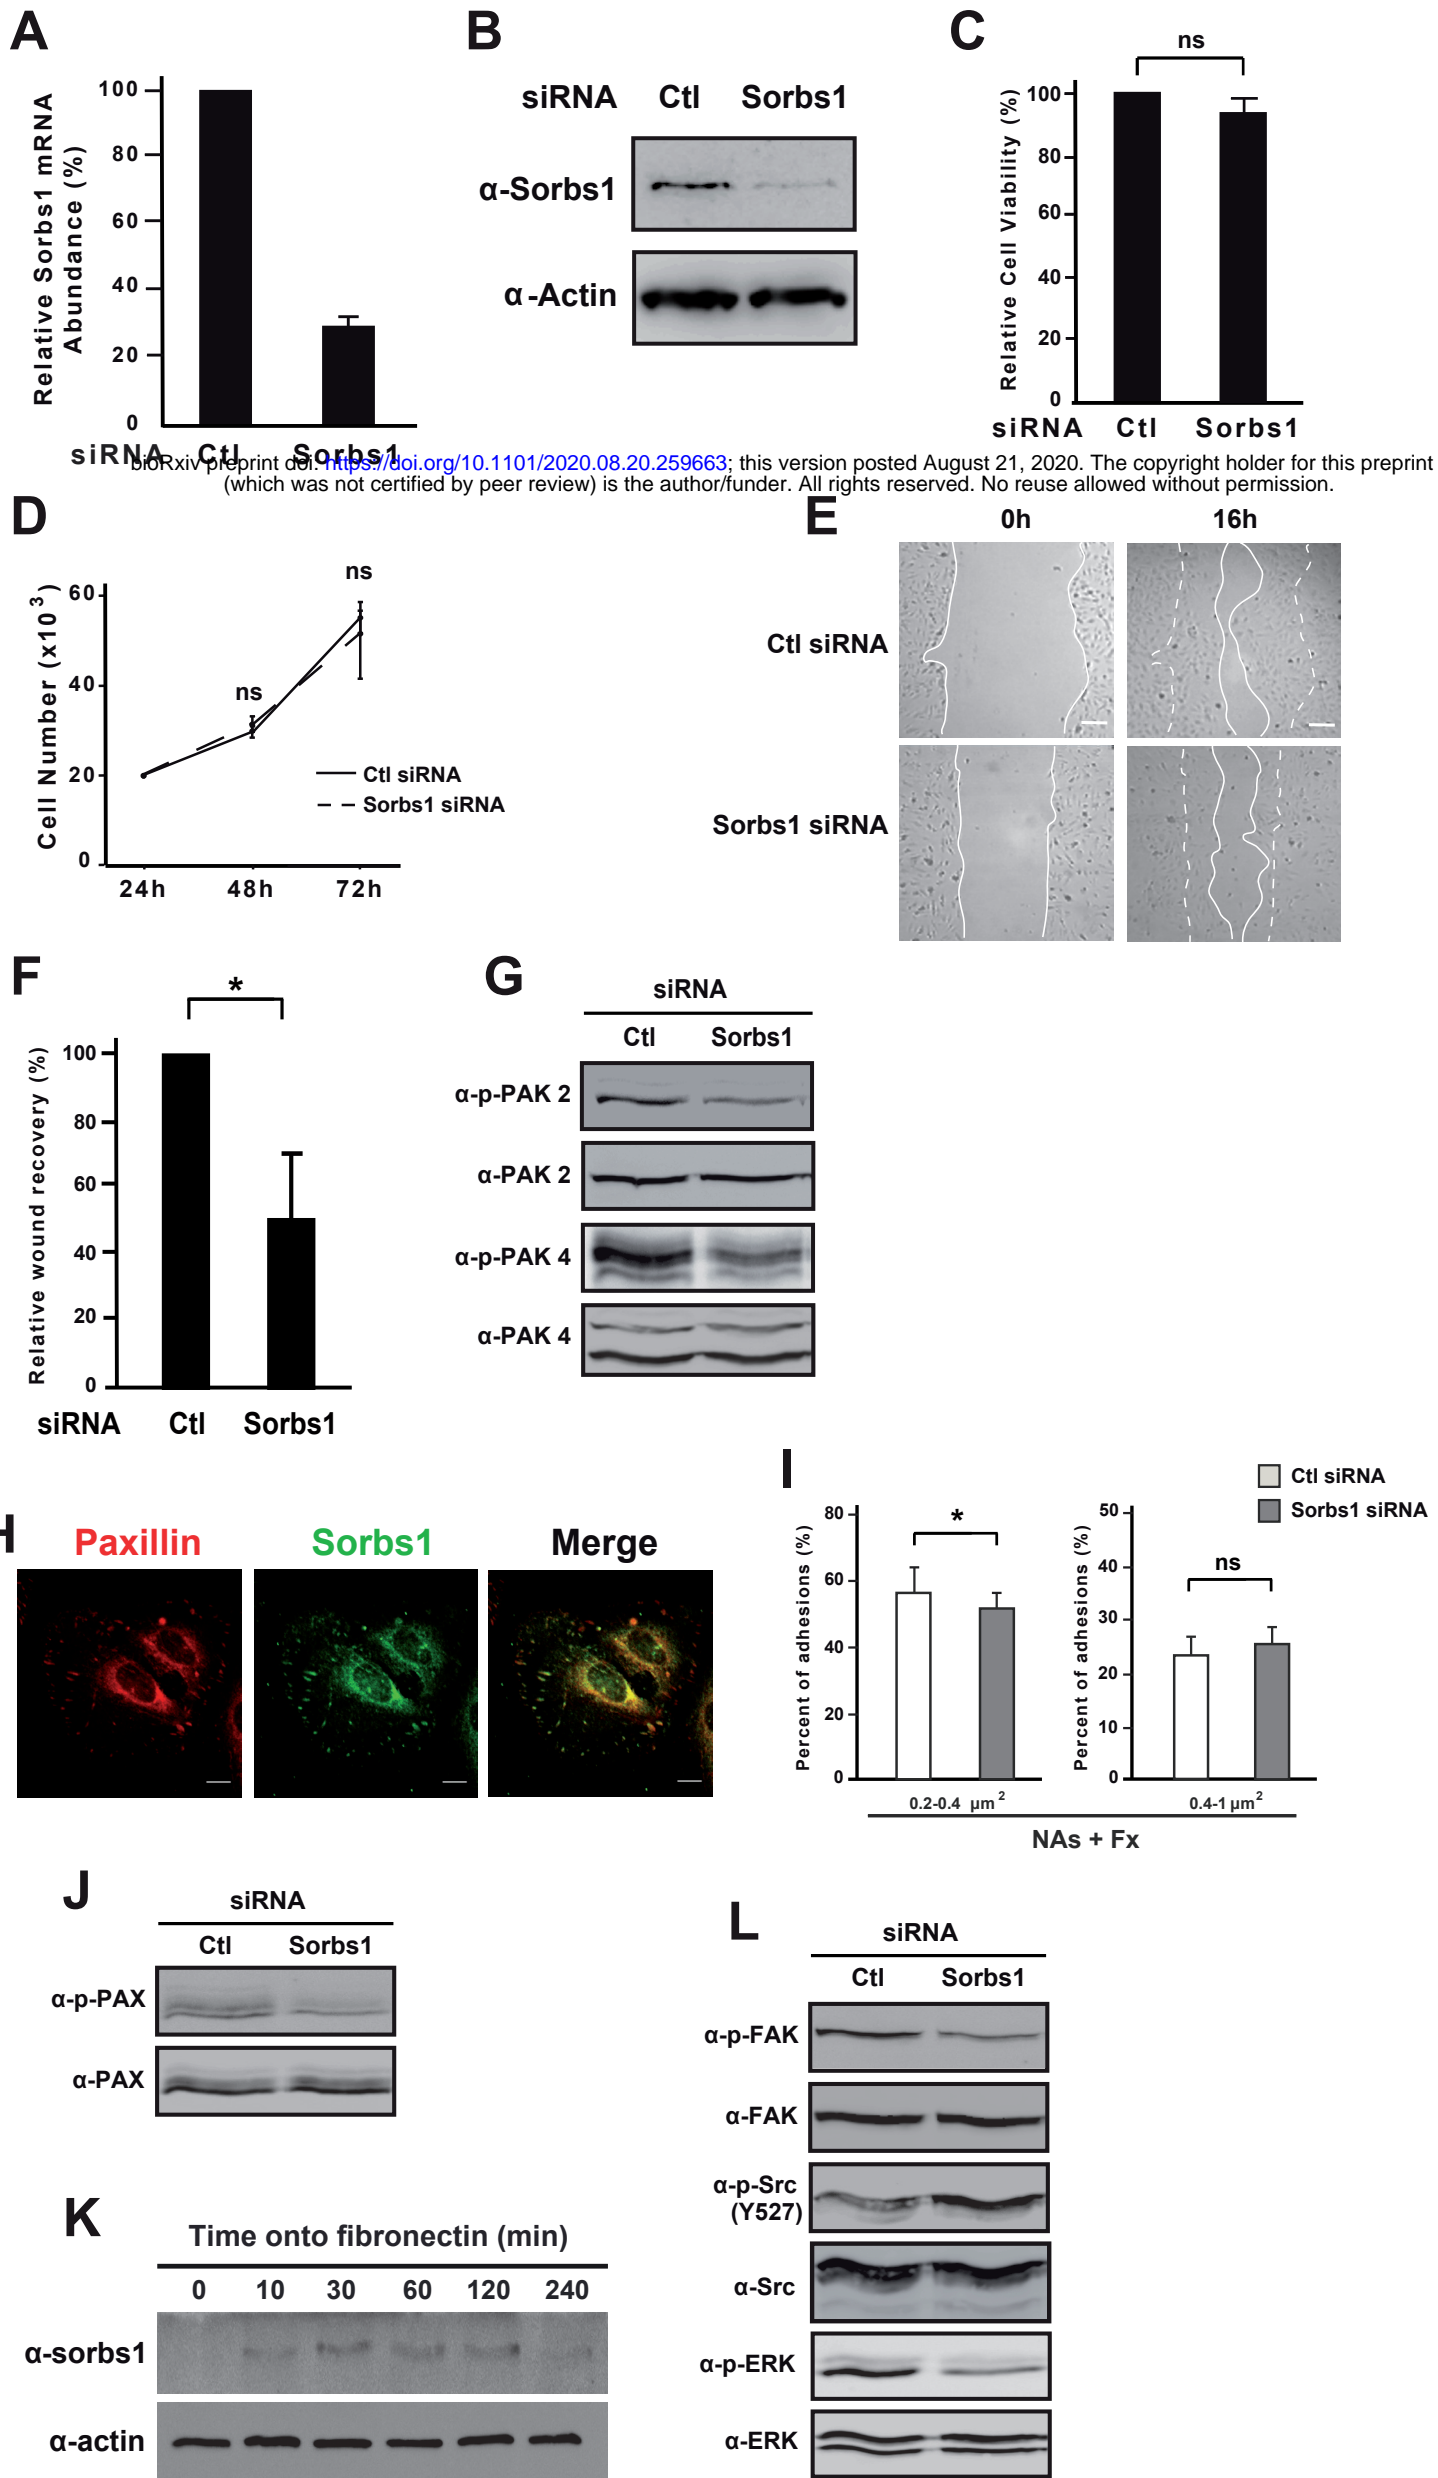 A
Relative Sorbs1 mRNA
Abundance (%)
100
80
60
40
20
0
siRNA Ctl Sorbs1
B
siRNA Ctl Sorbs1
α-Sorbs1
α-Actin
C
ns
Relative Cell Viability (%)
100
80
60
40
20
0
siRNA Ctl Sorbs1
bioRxiv preprint doi: https://doi.org/10.1101/2020.08.20.259663; this version posted August 21, 2020. The copyright holder for this preprint
(which was not certified by peer review) is the author/funder. All rights reserved. No reuse allowed without permission.
D
Cell Number (x10³)
60
40
20
0
ns
ns
Ctl siRNA
Sorbs1 siRNA
24h 48h 72h
E
0h 16h
Ctl siRNA
Sorbs1 siRNA
F
*
Relative wound recovery (%)
100
80
60
40
20
0
siRNA Ctl Sorbs1
G
siRNA
Ctl Sorbs1
α-p-PAK 2
α-PAK 2
α-p-PAK 4
α-PAK 4
H
Paxillin Sorbs1 Merge
I
Ctl siRNA
Sorbs1 siRNA
Percent of adhesions (%)
80
60
40
20
0
*
0.2-0.4 µm²
Percent of adhesions (%)
50
40
30
20
10
0
ns
0.4-1 µm²
NAs + Fx
J
siRNA
Ctl Sorbs1
α-p-PAX
α-PAX
K
Time onto fibronectin (min)
0 10 30 60 120 240
α-sorbs1
α-actin
L
siRNA
Ctl Sorbs1
α-p-FAK
α-FAK
α-p-Src
(Y527)
α-Src
α-p-ERK
α-ERK